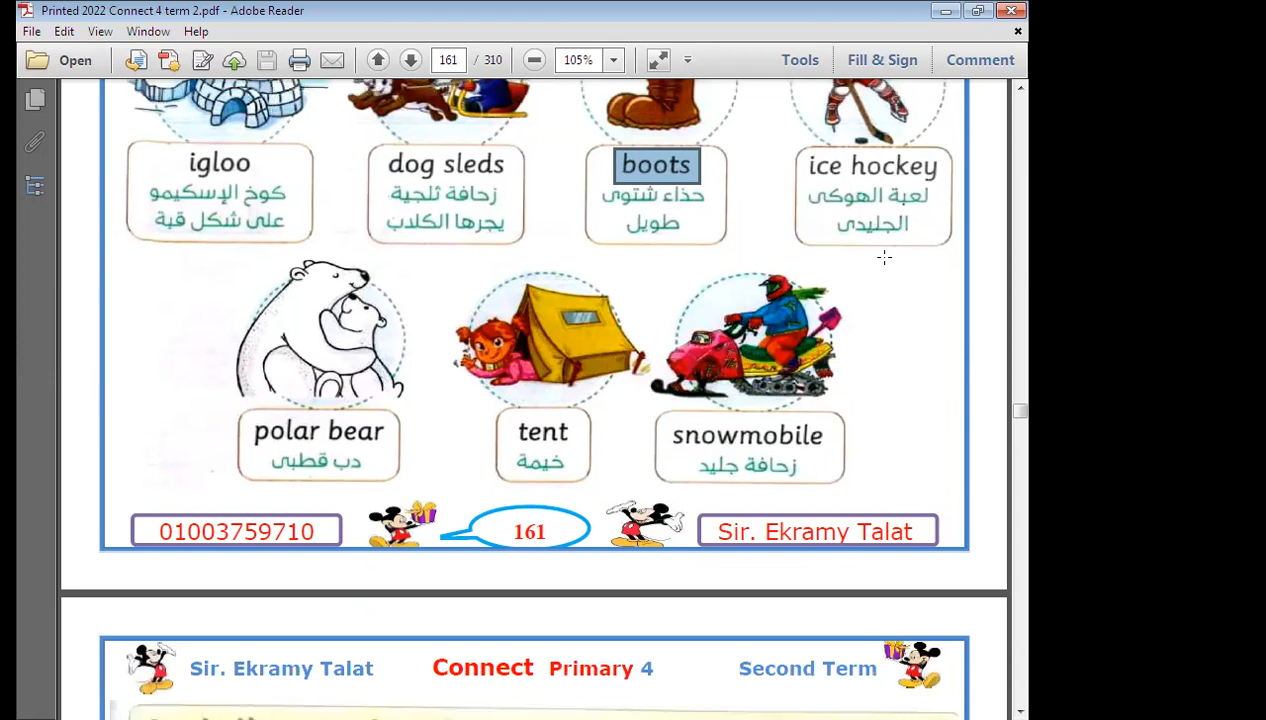 Printed 2022 Connect 4 term 2.pdf - Adobe Reader
File Edit View Window Help
Open 161 / 310 105% Tools Fill & Sign Comment
igloo
كوخ الإسكيمو
على شكل قبة
dog sleds
زحافة ثلجية
يجرها الكلاب
boots
حذاء شتوى
طويل
ice hockey
لعبة الهوكى
الجليدى
polar bear
دب قطبى
tent
خيمة
snowmobile
زحافة جليد
01003759710 161 Sir. Ekramy Talat
Sir. Ekramy Talat Connect Primary 4 Second Term